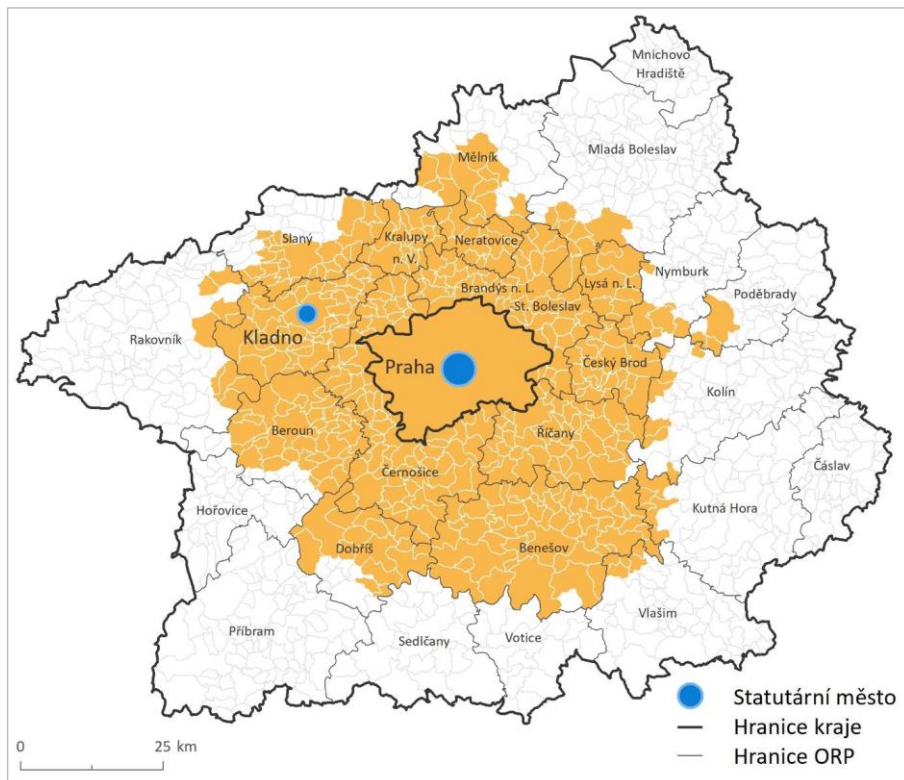 Mnichovo
Hradiště
Mladá Boleslav
Mělník
Slaný
Kralupy
n. V.
Neratovice
Nymburk
Lysá n. L.
Brandýs n. L.
St. Boleslav
Poděbrady
Rakovník
Kladno
Praha
Český Brod
Kolín
Beroun
Říčany
Černošice
Čáslav
Kutná Hora
Hořovice
Dobříš
Benešov
Vlašim
Příbram
Sedlčany
Votice
Statutární město
Hranice kraje
Hranice ORP
0 25 km